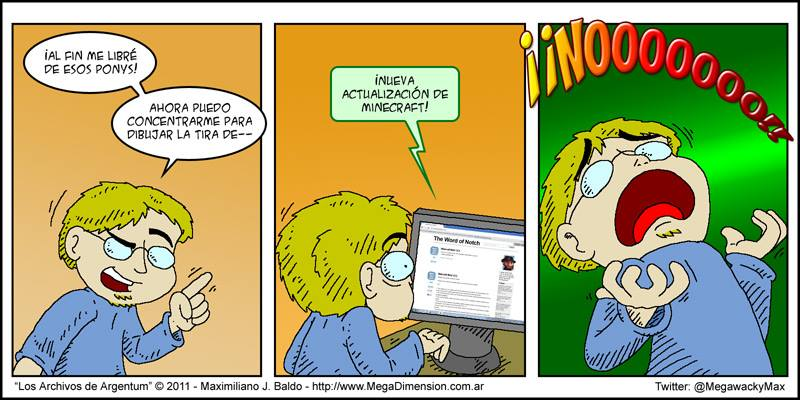 ¡AL FIN ME LIBRÉ
DE ESOS PONYS!
AHORA PUEDO
CONCENTRARME PARA
DIBUJAR LA TIRA DE--
¡NUEVA
ACTUALIZACIÓN DE
MINECRAFT!
The Word of Notch
¡¡NOOOOOOOO!!
"Los Archivos de Argentum" © 2011 - Maximiliano J. Baldo - http://www.MegaDimension.com.ar
Twitter: @MegawackyMax